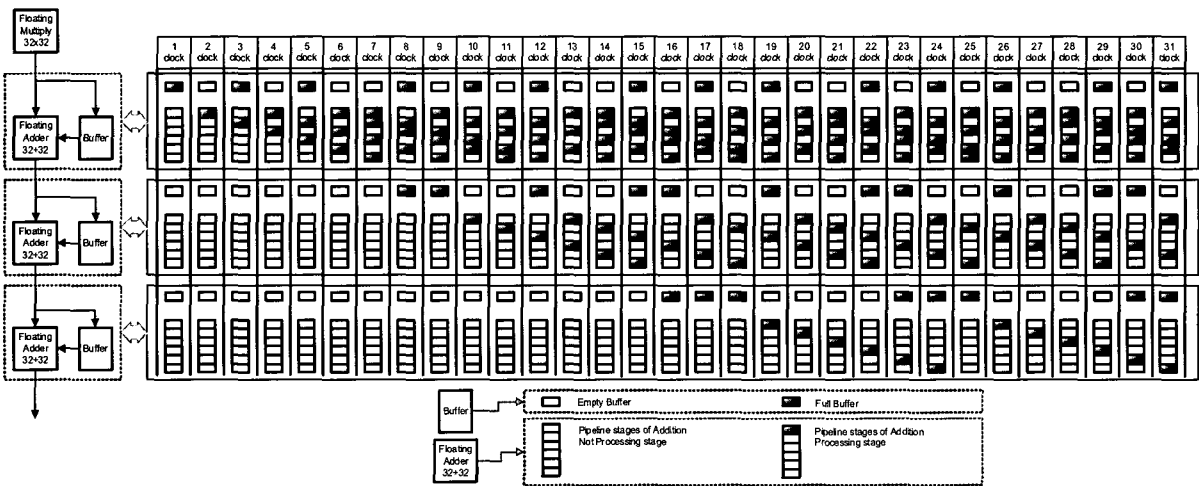 Floating
Multiply
32x32
1 2 3 4 5 6 7 8 9 10 11 12 13 14 15 16 17 18 19 20 21 22 23 24 25 26 27 28 29 30 31
clock clock clock clock clock clock clock clock clock clock clock clock clock clock clock clock clock clock clock clock clock clock clock clock clock clock clock clock clock clock clock
Floating
Adder
32+32
Buffer
Floating
Adder
32+32
Buffer
Floating
Adder
32+32
Buffer
Buffer
Empty Buffer
Full Buffer
Floating
Adder
32+32
Pipeline stages of Addition
Not Processing stage
Pipeline stages of Addition
Processing stage